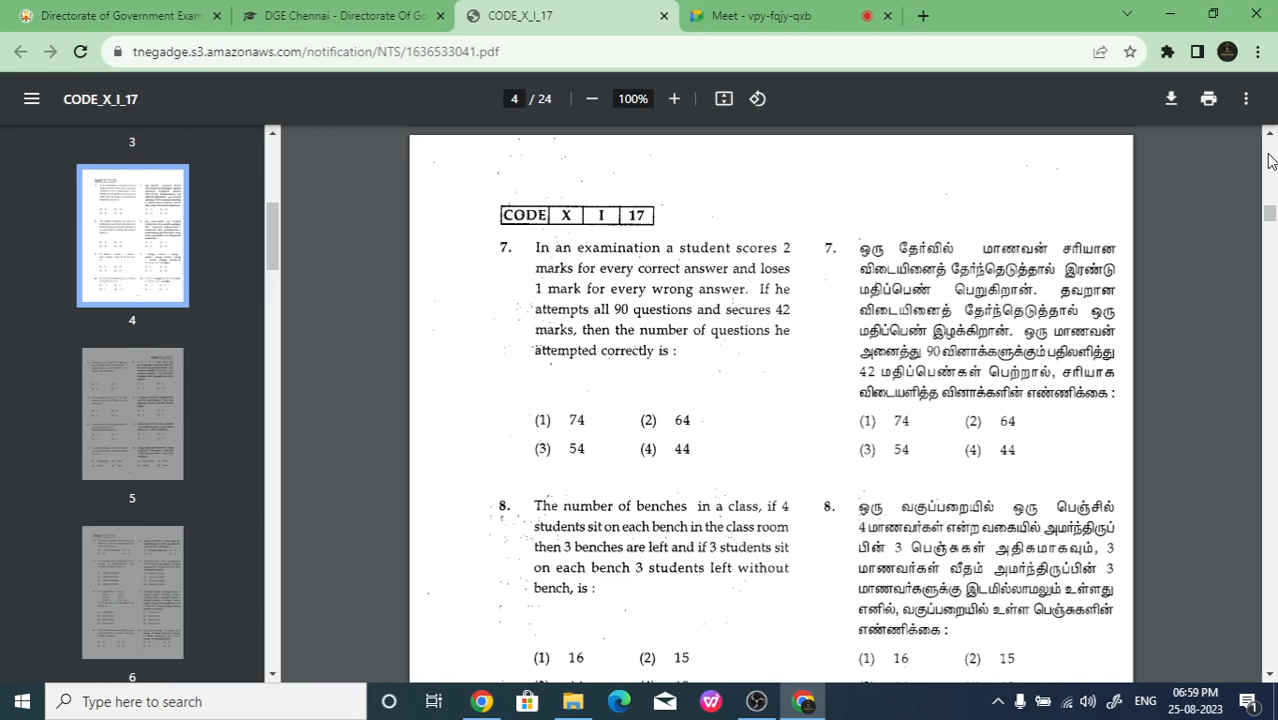 Directore of Government Exam
DGE Chennai - Directorate Of Go
CODE_X_I_17
Meet - vpy-fqjy-qxb
tnegadge.s3.amazonaws.com/notification/NTS/1636533041.pdf
CODE_X_I_17
4 / 24
100%
3
4
5
6
CODE X I 17
7. In an examination a student scores 2
marks for every correct answer and loses
1 mark for every wrong answer. If he
attempts all 90 questions and secures 42
marks, then the number of questions he
attempted correctly is :
(1) 74 (2) 64
(3) 54 (4) 44
8. The number of benches in a class, if 4
students sit on each bench in the class room
then 3 benches are left and if 3 students sit
on each bench 3 students left without
bench, is :
(1) 16 (2) 15
7. ஒரு தேர்வில் மாணவன் சரியான
விடையினைத் தேர்ந்தெடுத்தால் இரண்டு
மதிப்பெண் பெறுகிறான். தவறான
விடையினைத் தேர்ந்தெடுத்தால் ஒரு
மதிப்பெண் இழக்கிறான். ஒரு மாணவன்
அனைத்து 90 வினாக்களுக்கும் பதிலளித்து
42 மதிப்பெண்கள் பெற்றால், சரியாக
விடையளித்த வினாக்களின் எண்ணிக்கை :
(1) 74 (2) 64
(3) 54 (4) 44
8. ஒரு வகுப்பறையில் ஒரு பெஞ்சில்
4 மாணவர்கள் என்ற வகையில் அமர்ந்திருப்
பின் 3 பெஞ்சுகள் அதிகமாகவும், 3
மாணவர்கள் வீதம் அமர்ந்திருப்பின் 3
மாணவர்களுக்கு இடமில்லாமலும் உள்ளது
எனில், வகுப்பறையில் உள்ள பெஞ்சுகளின்
எண்ணிக்கை :
(1) 16 (2) 15
Type here to search
ENG
06:59 PM
25-08-2023
1